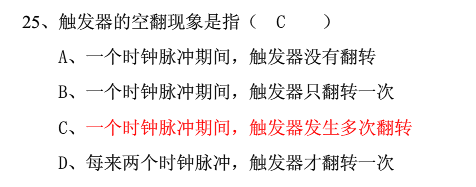 25、触发器的空翻现象是指（ C ）
A、一个时钟脉冲期间，触发器没有翻转
B、一个时钟脉冲期间，触发器只翻转一次
C、一个时钟脉冲期间，触发器发生多次翻转
D、每来两个时钟脉冲，触发器才翻转一次